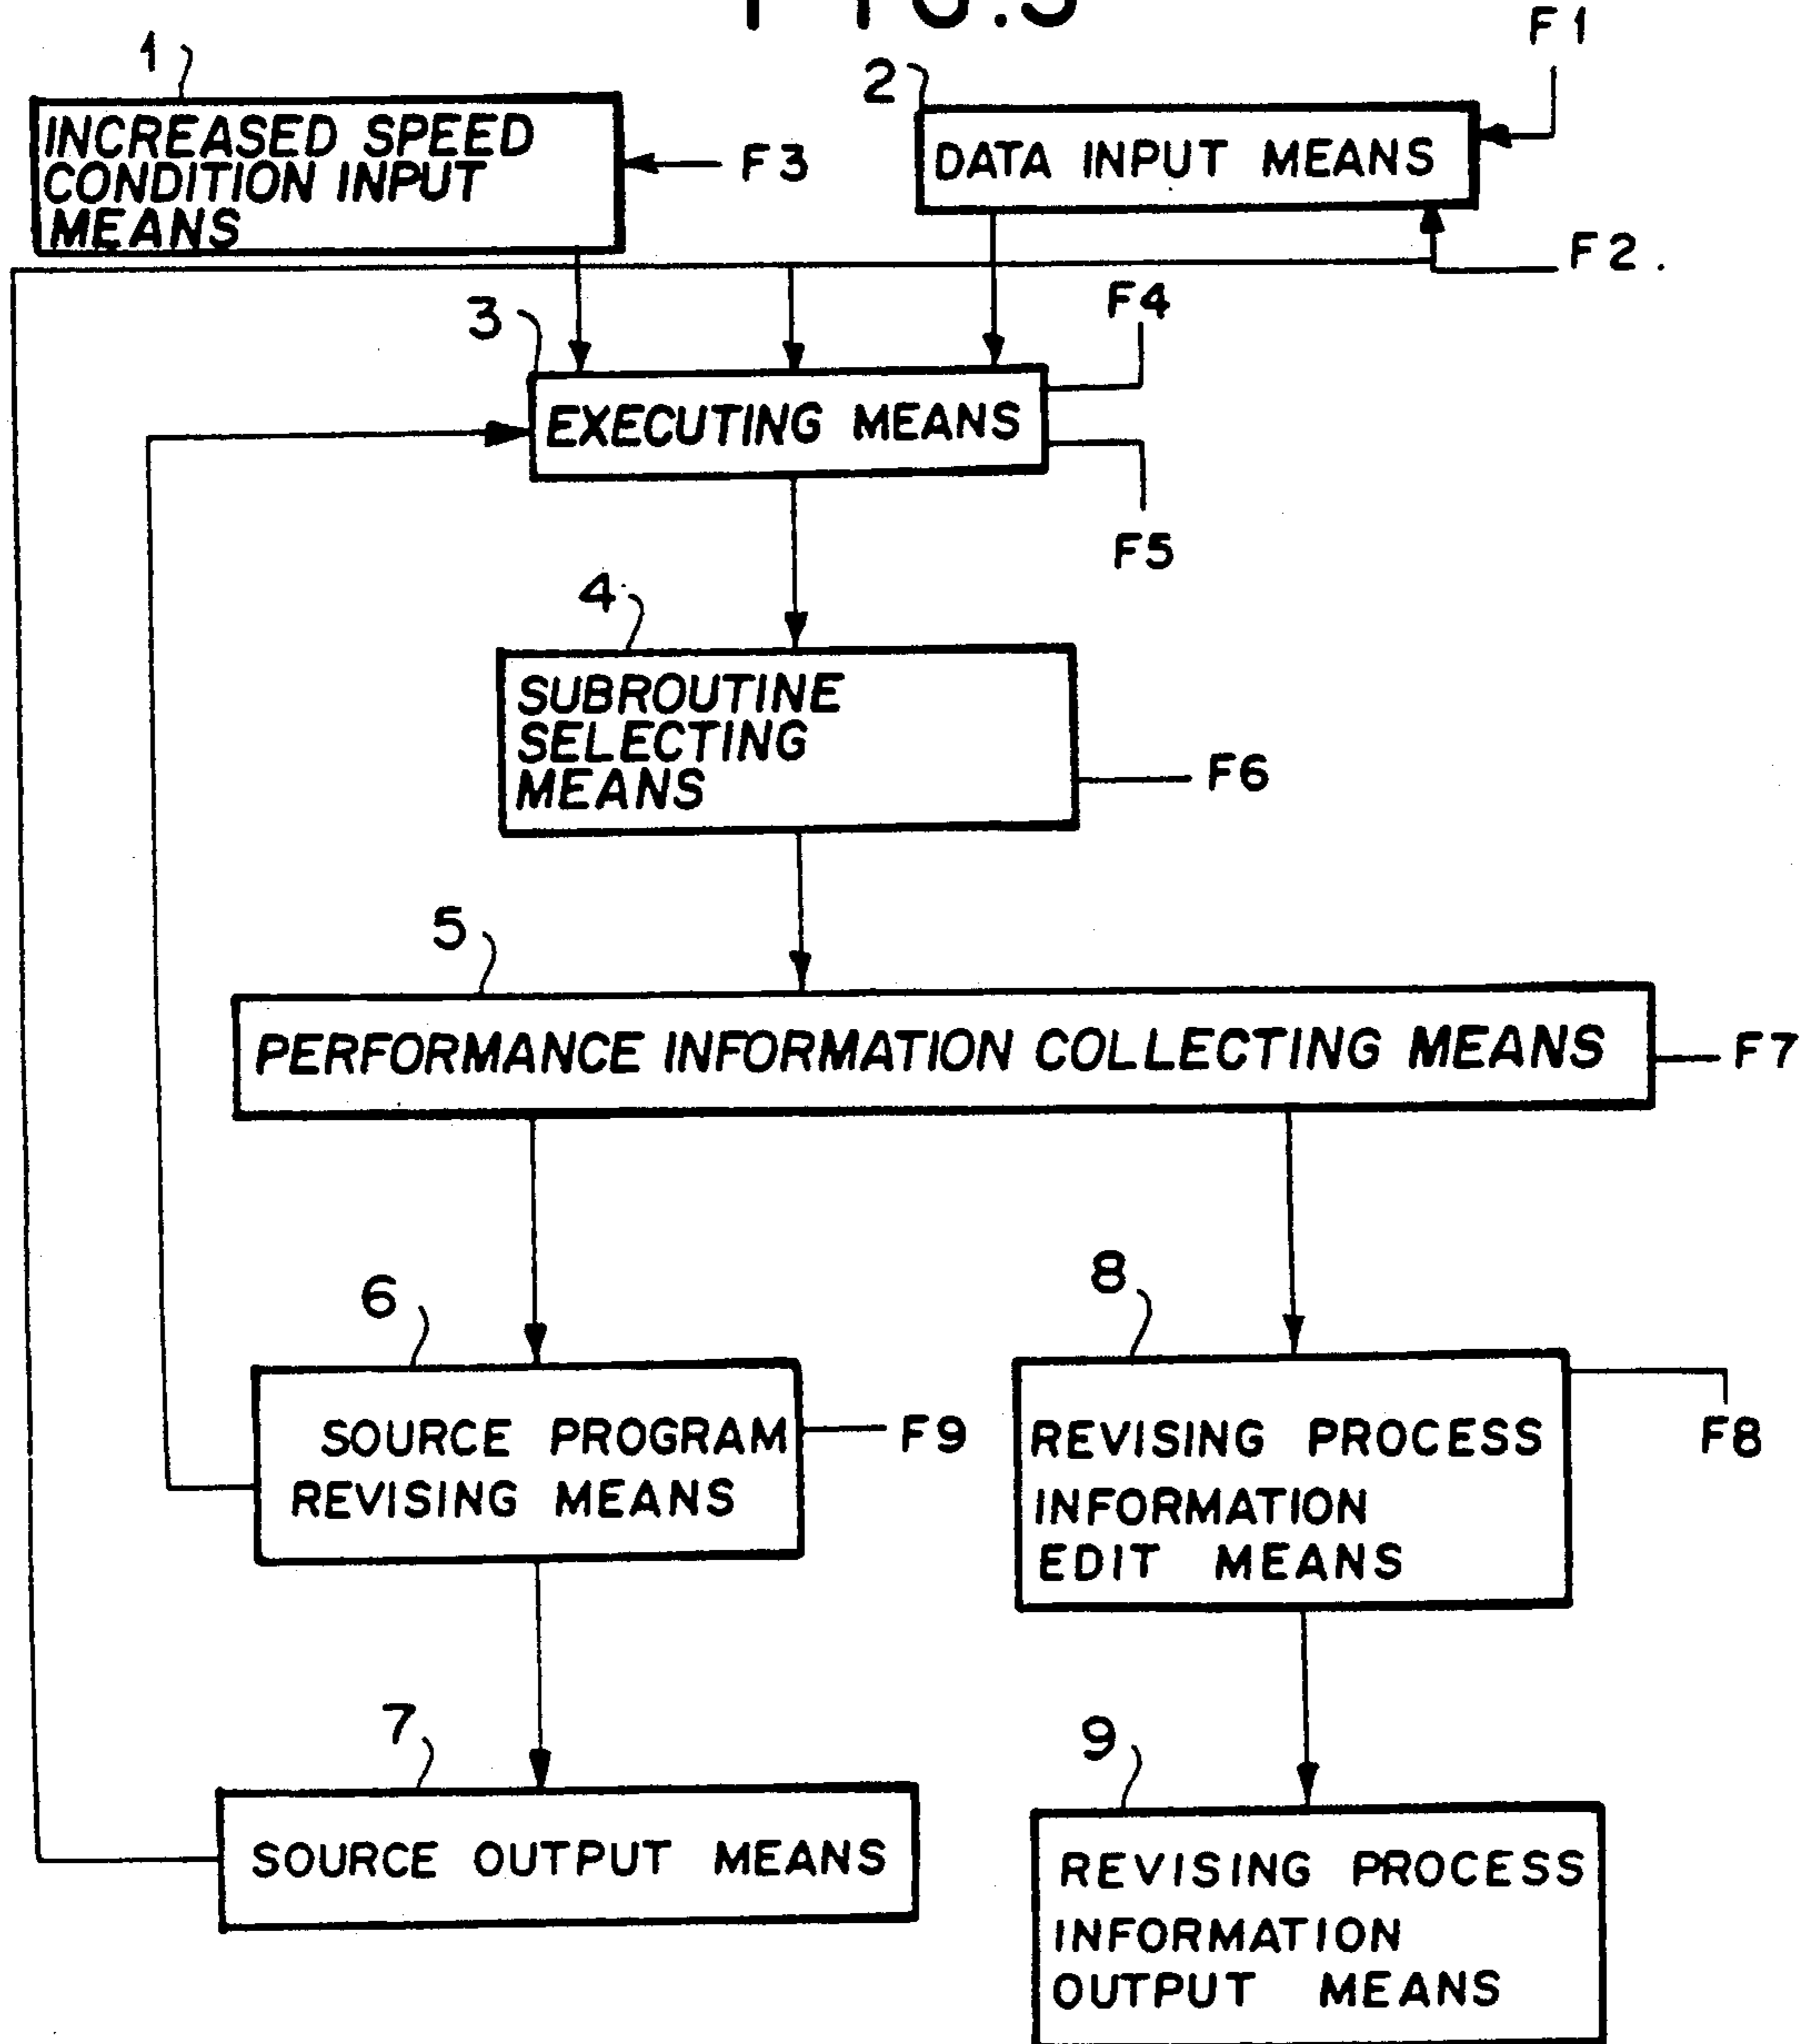 FIG.3
1
F1
2
INCREASED SPEED
CONDITION INPUT
MEANS
F3
DATA INPUT MEANS
F2.
3
F4
EXECUTING MEANS
F5
4
SUBROUTINE
SELECTING
MEANS
F6
5
PERFORMANCE INFORMATION COLLECTING MEANS
F7
6
8
SOURCE PROGRAM
REVISING MEANS
F9
REVISING PROCESS
INFORMATION
EDIT MEANS
F8
7
9
SOURCE OUTPUT MEANS
REVISING PROCESS
INFORMATION
OUTPUT MEANS